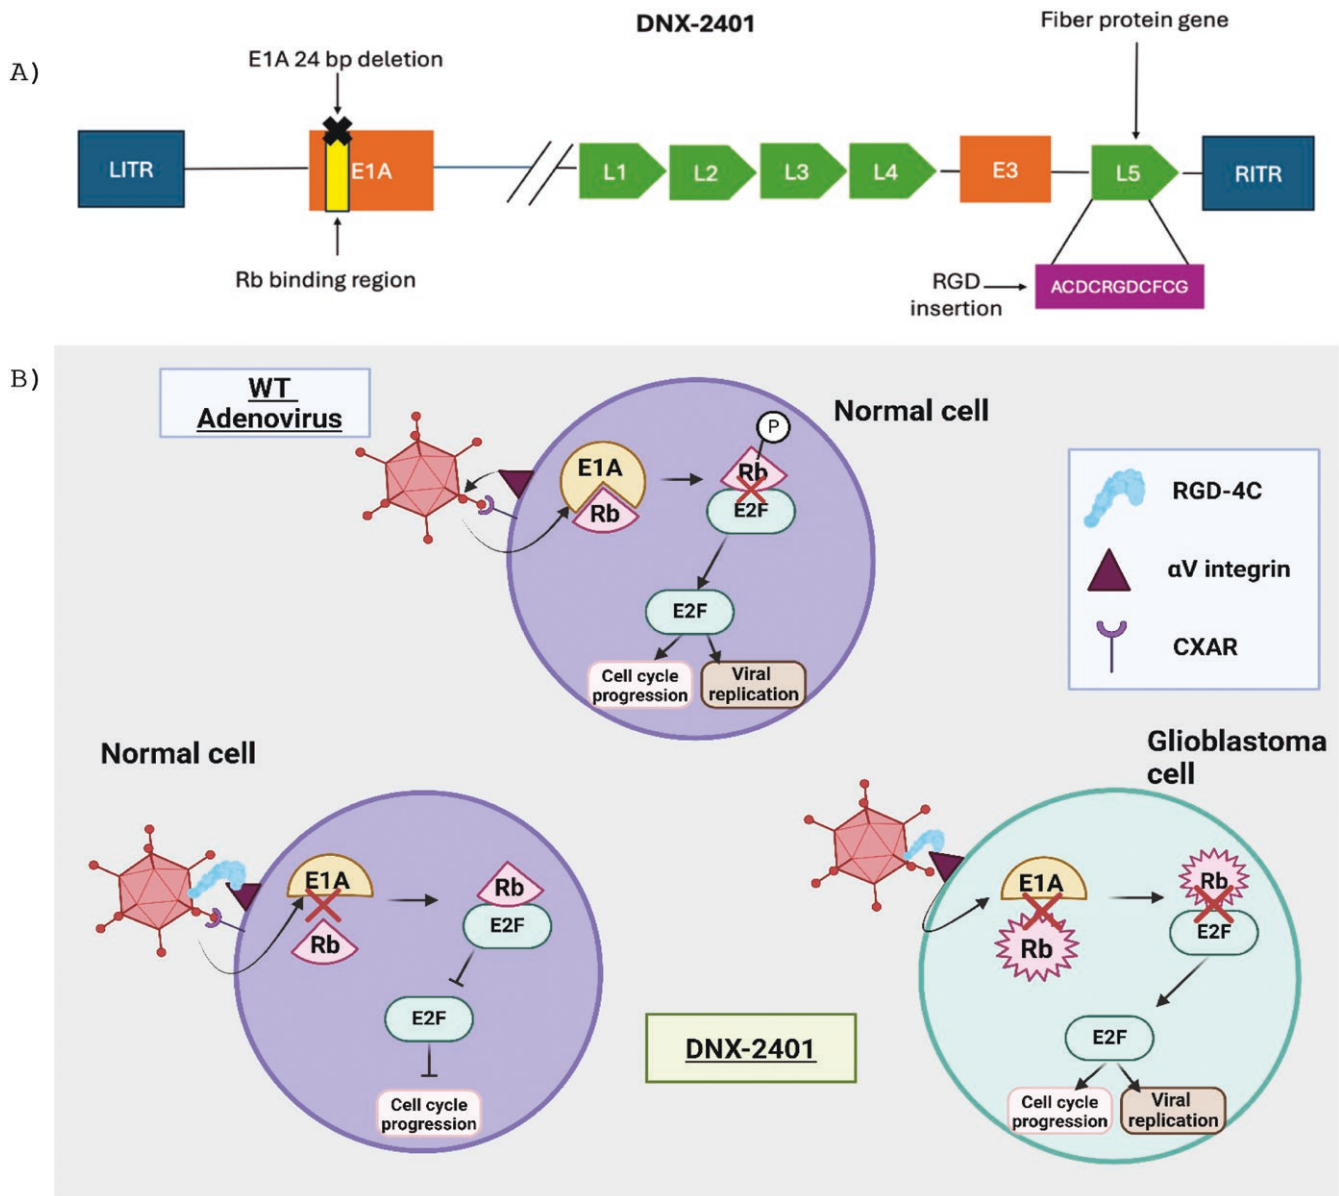 DNX-2401
Fiber protein gene
A)
E1A 24 bp deletion
LITR
E1A
L1
L2
L3
L4
E3
L5
RITR
Rb binding region
RGD
insertion
ACDCRGDCFCG
B)
WT
Adenovirus
Normal cell
P
E1A
Rb
Rb
E2F
E2F
Cell cycle
progression
Viral
replication
RGD-4C
αV integrin
CXAR
Normal cell
E1A
Rb
Rb
E2F
E2F
Cell cycle
progression
DNX-2401
Glioblastoma
cell
E1A
Rb
Rb
E2F
E2F
Cell cycle
progression
Viral
replication